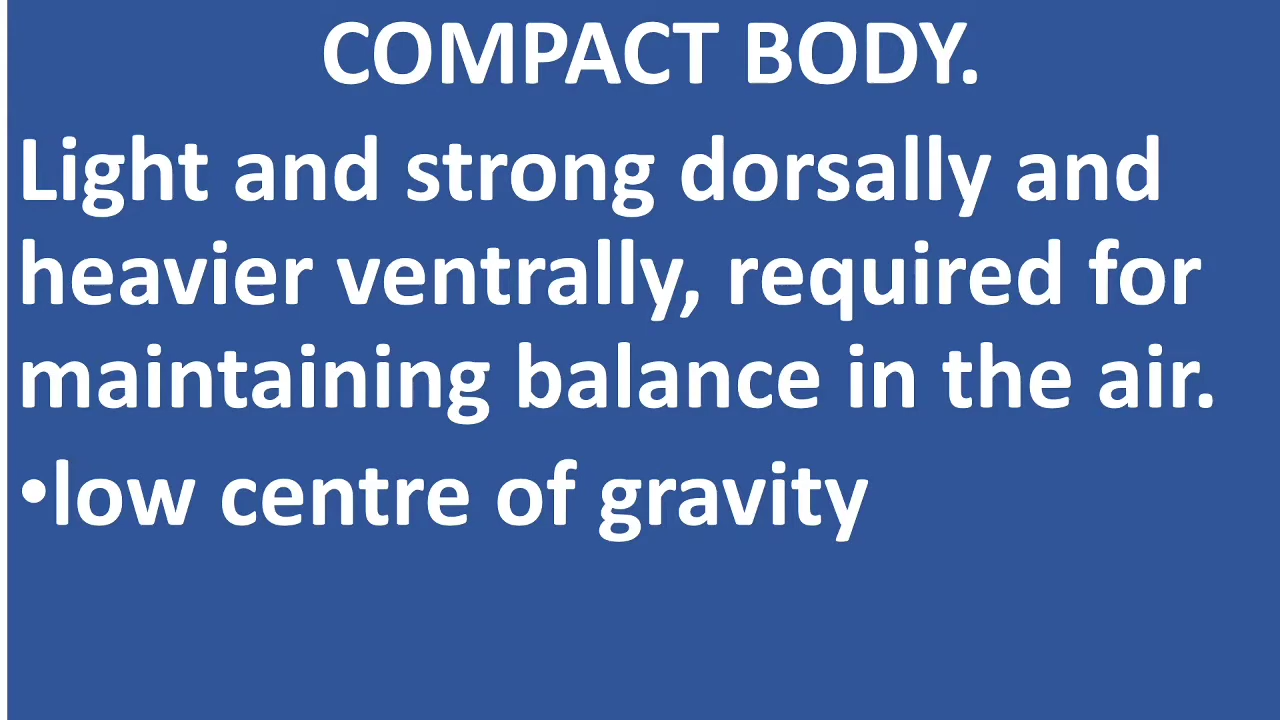 COMPACT BODY.
Light and strong dorsally and
heavier ventrally, required for
maintaining balance in the air.
•low centre of gravity